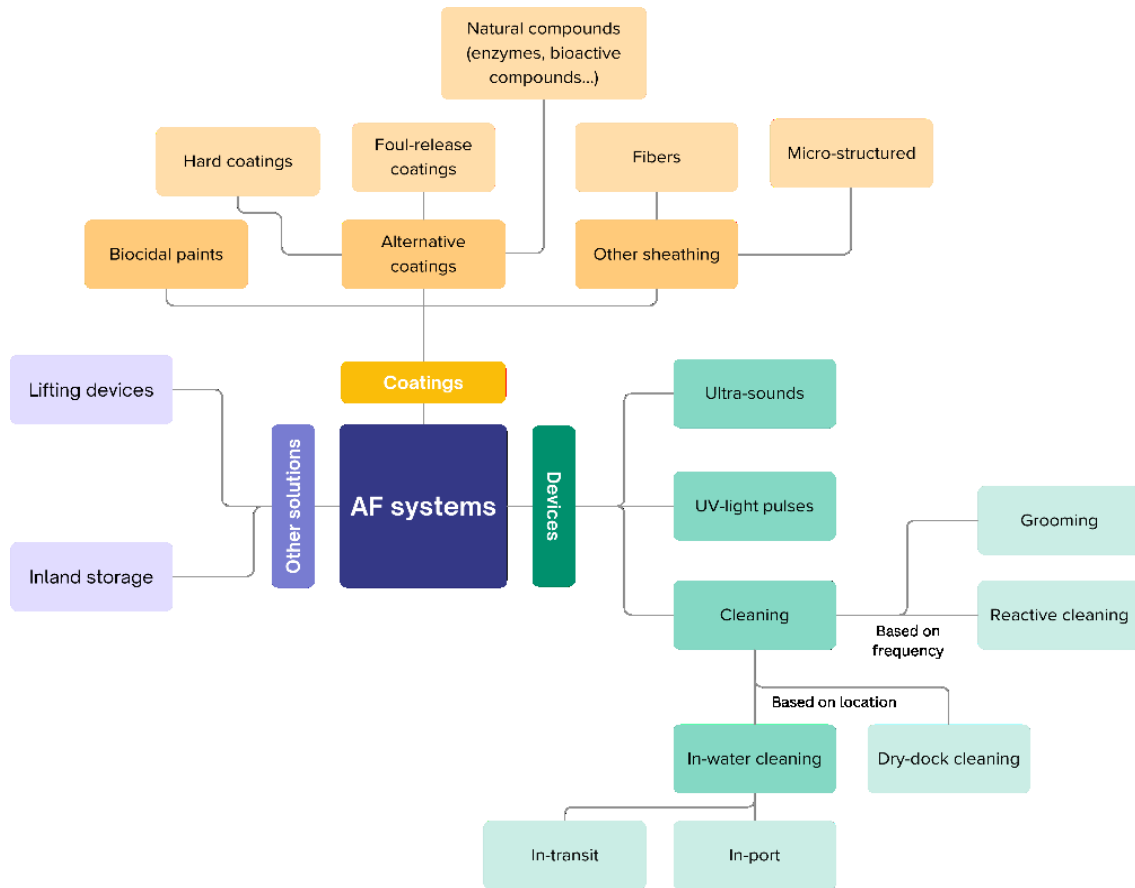 Natural compounds
(enzymes, bioactive
compounds...)
Hard coatings
Foul-release
coatings
Fibers
Micro-structured
Biocidal paints
Alternative
coatings
Other sheathing
Coatings
Lifting devices
Inland storage
Other solutions
AF systems
Devices
Ultra-sounds
UV-light pulses
Cleaning
Based on
frequency
Grooming
Reactive cleaning
Based on location
In-water cleaning
Dry-dock cleaning
In-transit
In-port